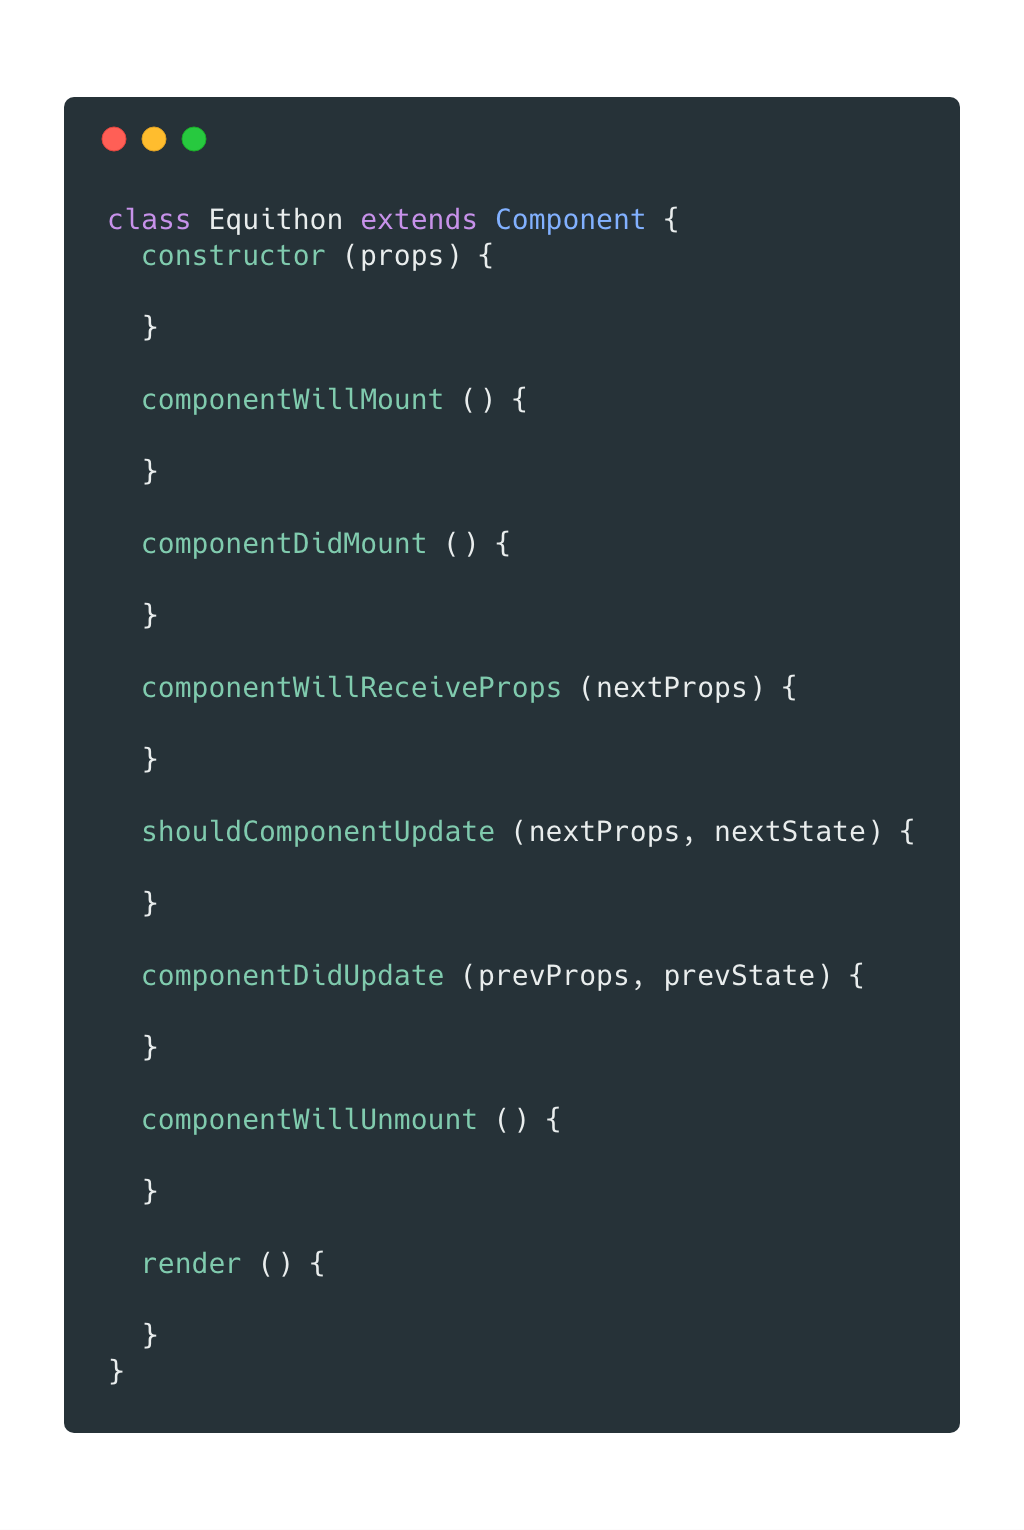 class Equithon extends Component {
  constructor (props) {

  }

  componentWillMount () {

  }

  componentDidMount () {

  }

  componentWillReceiveProps (nextProps) {

  }

  shouldComponentUpdate (nextProps, nextState) {

  }

  componentDidUpdate (prevProps, prevState) {

  }

  componentWillUnmount () {

  }

  render () {

  }
}